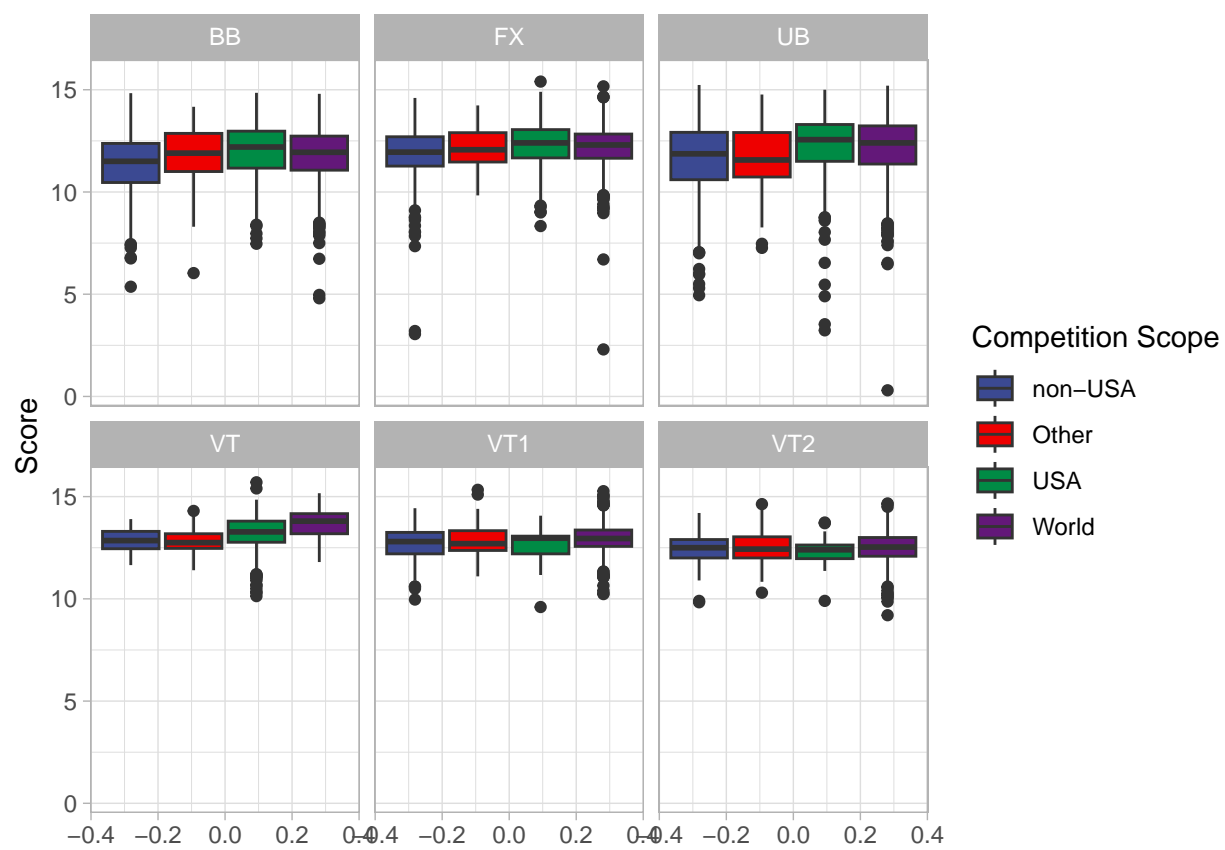 BB FX UB
15
10
5
0
VT VT1 VT2
15
10
5
0
−0.4 −0.2 0.0 0.2 0.4 −0.4 −0.2 0.0 0.2 0.4 −0.4 −0.2 0.0 0.2 0.4
Score
Competition Scope
non−USA
Other
USA
World